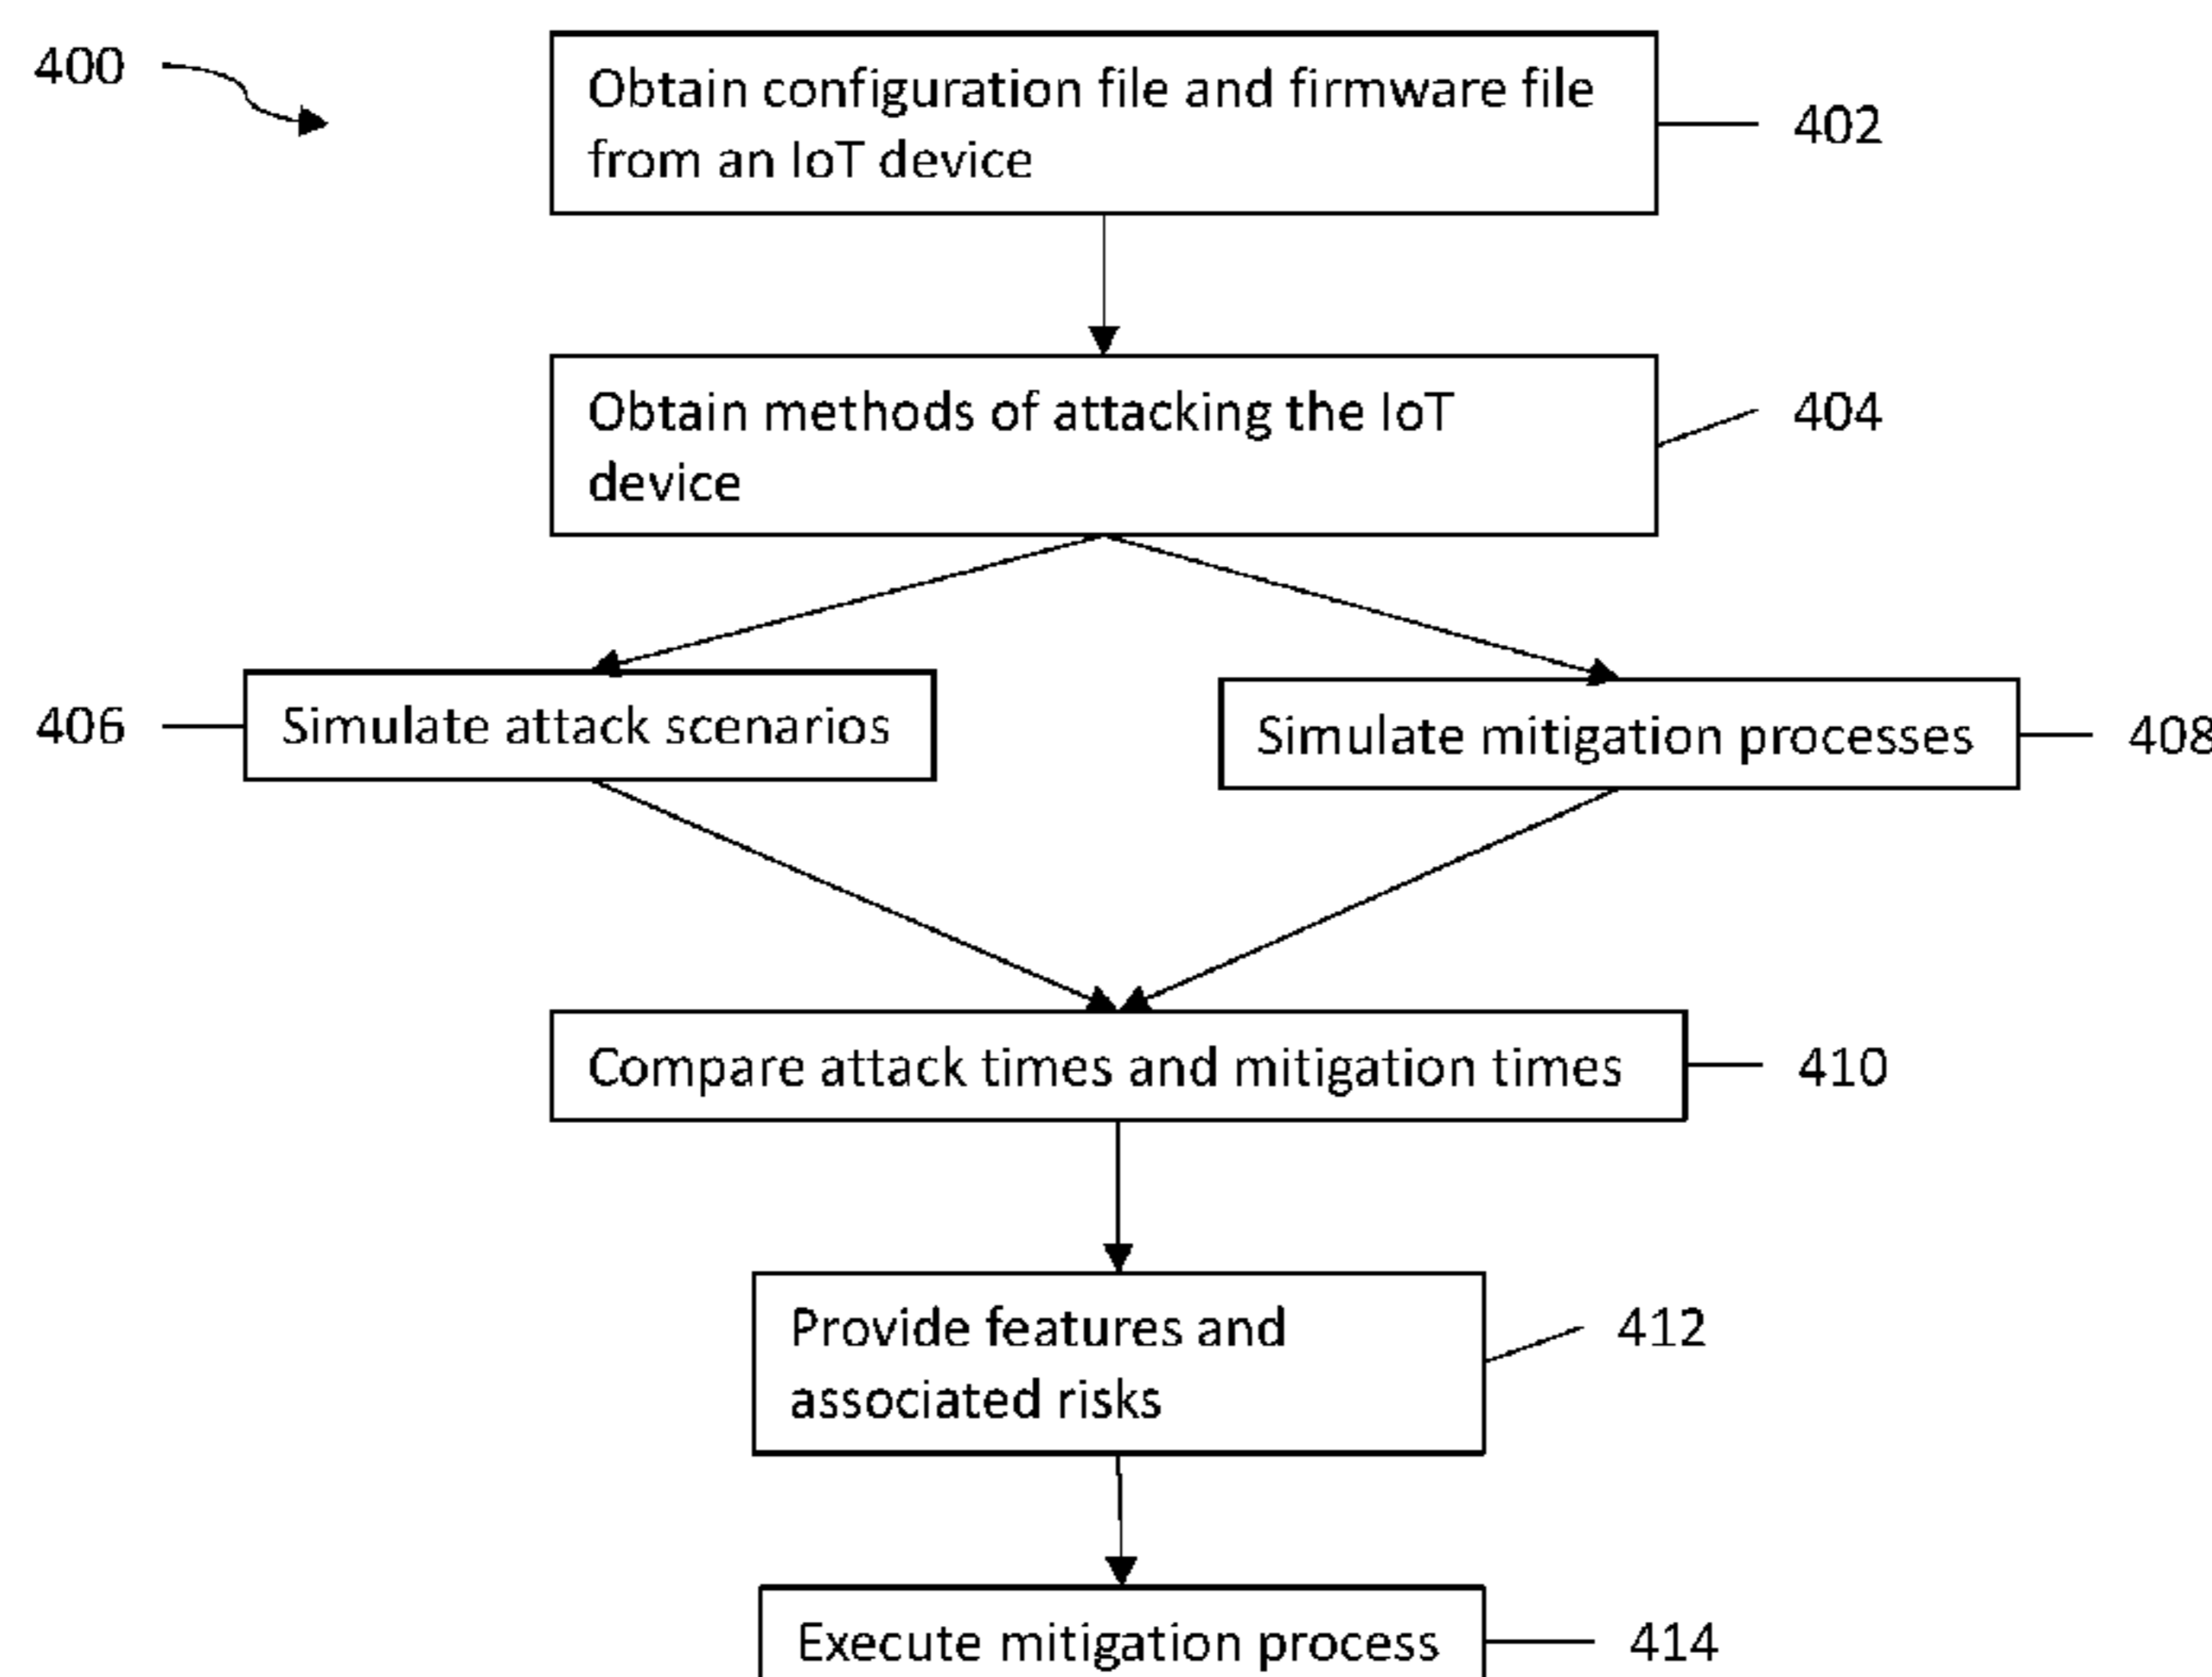 400
Obtain configuration file and firmware file
from an IoT device
402
Obtain methods of attacking the IoT
device
404
406
Simulate attack scenarios
Simulate mitigation processes
408
Compare attack times and mitigation times
410
Provide features and
associated risks
412
Execute mitigation process
414